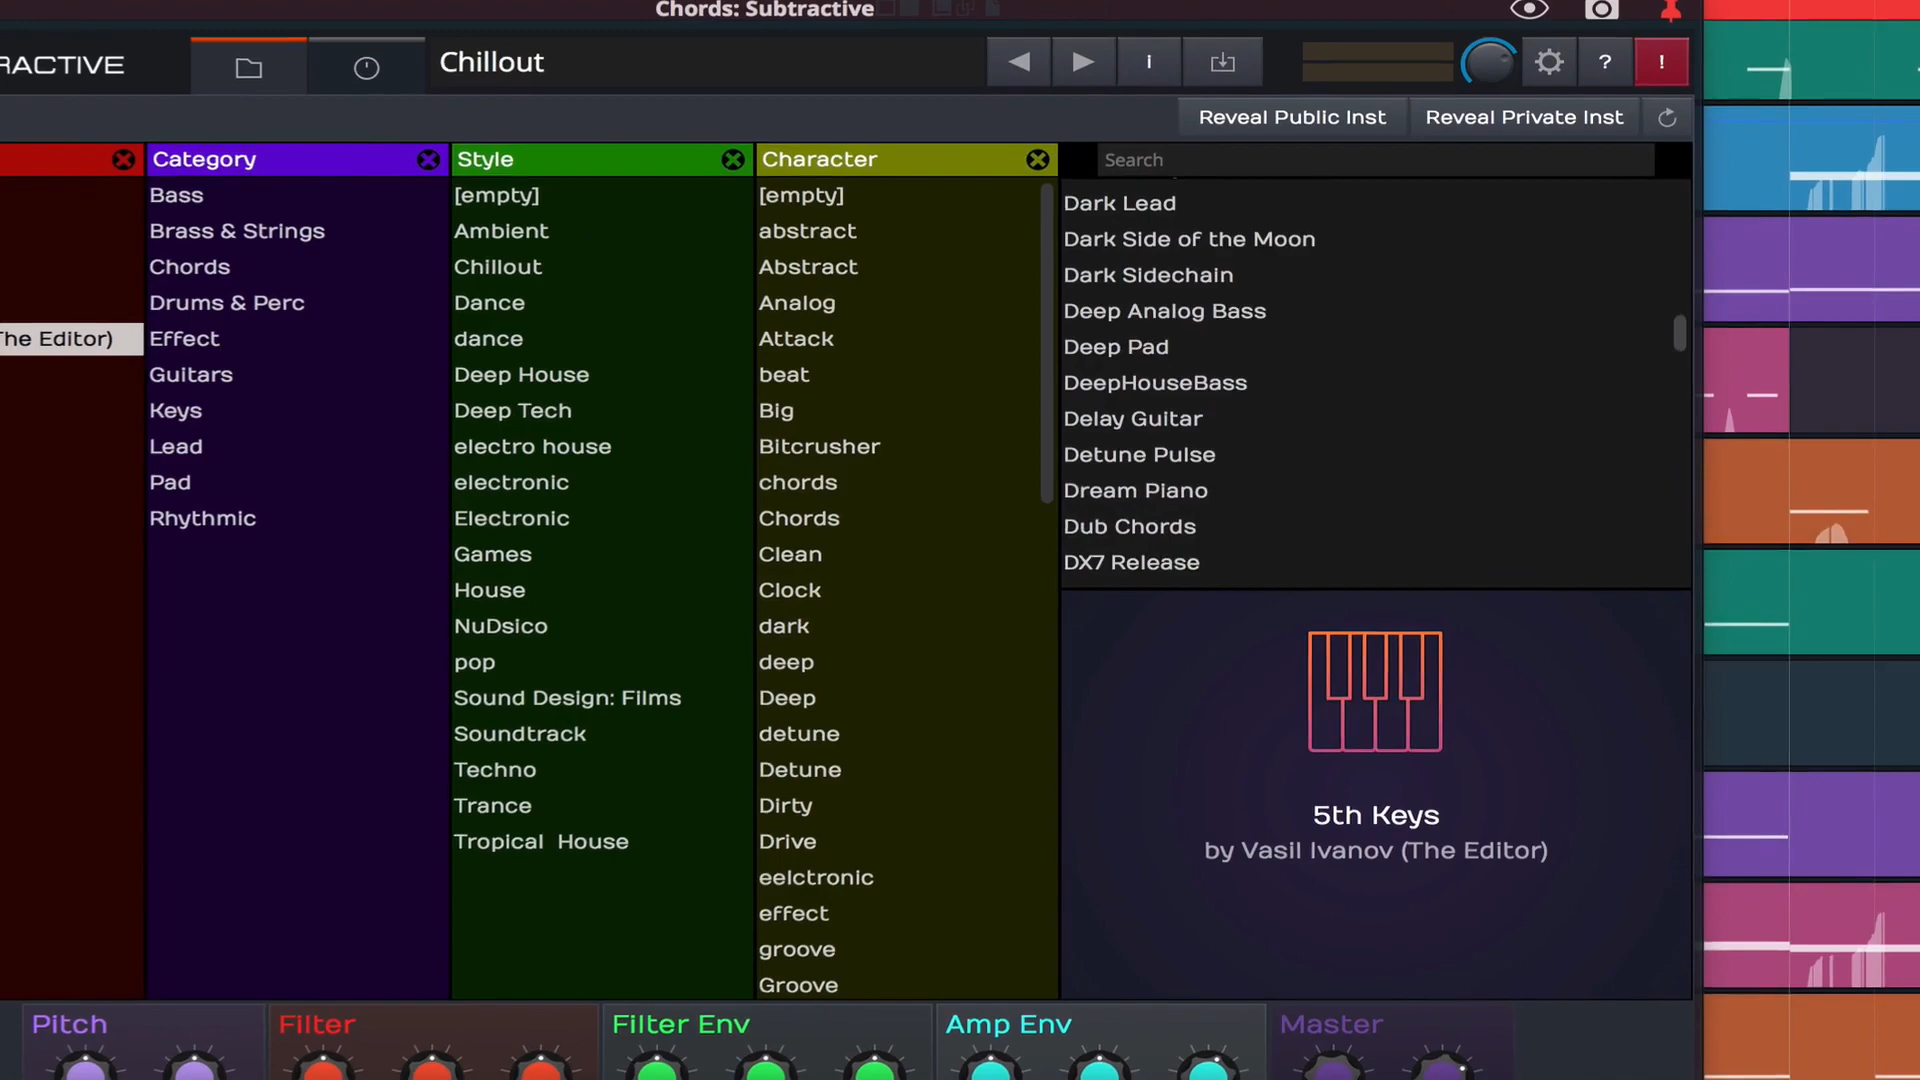 Chords: Subtractive
RACTIVE
Chillout
i
?
!
Reveal Public Inst
Reveal Private Inst
Category
Style
Character
Search
The Editor)
Bass
Brass & Strings
Chords
Drums & Perc
Effect
Guitars
Keys
Lead
Pad
Rhythmic
[empty]
Ambient
Chillout
Dance
dance
Deep House
Deep Tech
electro house
electronic
Electronic
Games
House
NuDsico
pop
Sound Design: Films
Soundtrack
Techno
Trance
Tropical House
[empty]
abstract
Abstract
Analog
Attack
beat
Big
Bitcrusher
chords
Chords
Clean
Clock
dark
deep
Deep
detune
Detune
Dirty
Drive
eelctronic
effect
groove
Groove
Dark Lead
Dark Side of the Moon
Dark Sidechain
Deep Analog Bass
Deep Pad
DeepHouseBass
Delay Guitar
Detune Pulse
Dream Piano
Dub Chords
DX7 Release
5th Keys
by Vasil Ivanov (The Editor)
Pitch
Filter
Filter Env
Amp Env
Master